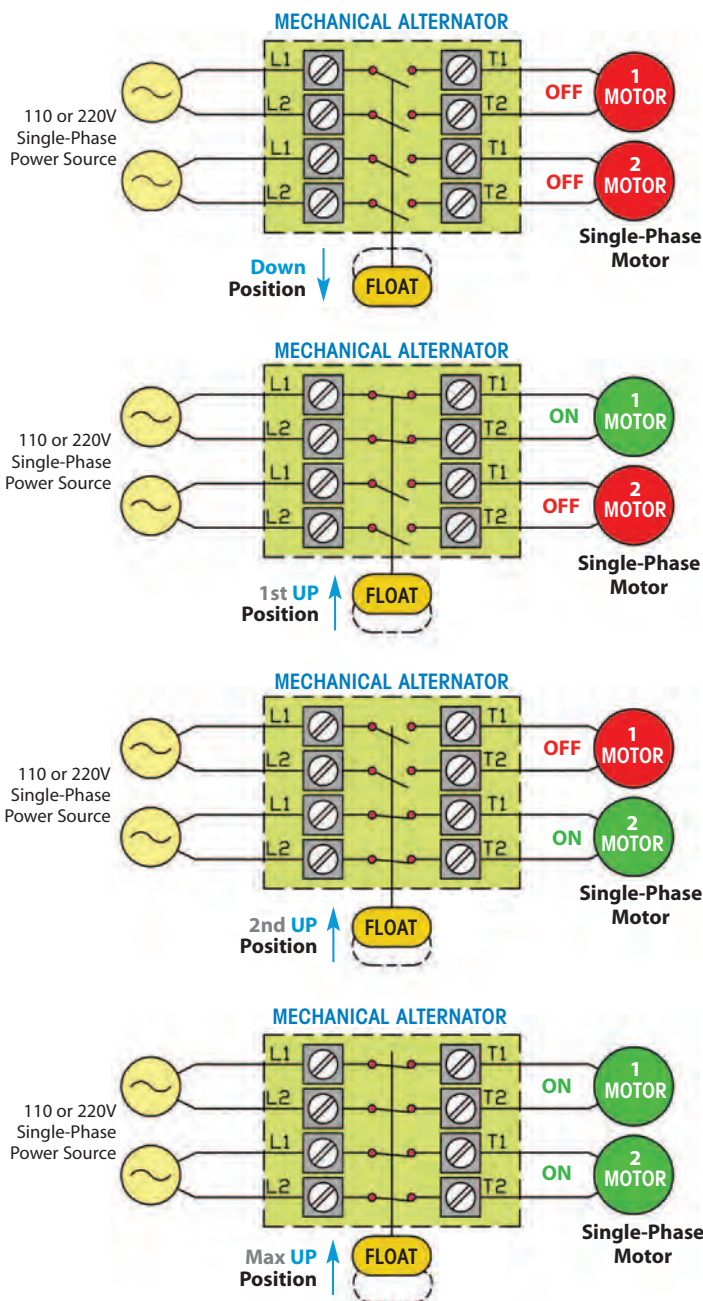 MECHANICAL ALTERNATOR
L1
T1
OFF
1
MOTOR
L2
T2
110 or 220V
Single-Phase
Power Source
L1
T1
OFF
2
MOTOR
L2
T2
Single-Phase
Motor
Down
Position
FLOAT
MECHANICAL ALTERNATOR
L1
T1
ON
1
MOTOR
L2
T2
110 or 220V
Single-Phase
Power Source
L1
T1
OFF
2
MOTOR
L2
T2
Single-Phase
Motor
1st UP
Position
FLOAT
MECHANICAL ALTERNATOR
L1
T1
OFF
1
MOTOR
L2
T2
110 or 220V
Single-Phase
Power Source
L1
T1
ON
2
MOTOR
L2
T2
Single-Phase
Motor
2nd UP
Position
FLOAT
MECHANICAL ALTERNATOR
L1
T1
ON
1
MOTOR
L2
T2
110 or 220V
Single-Phase
Power Source
L1
T1
ON
2
MOTOR
L2
T2
Single-Phase
Motor
Max UP
Position
FLOAT